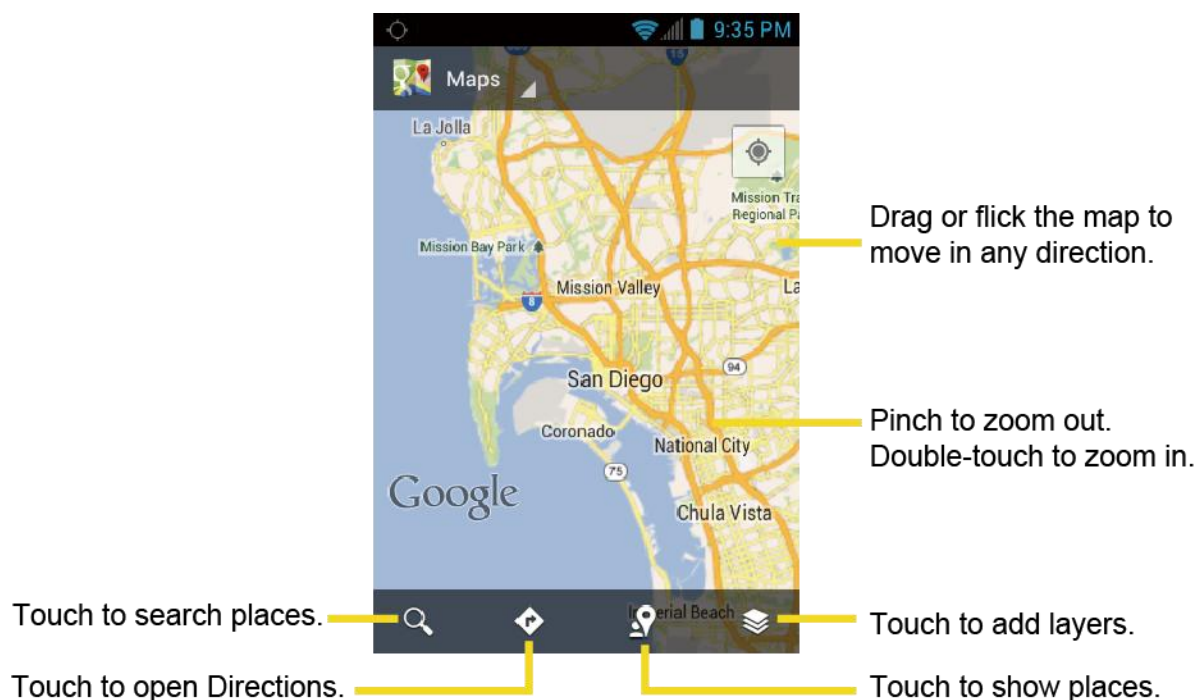 9:35 PM
15
Maps
La Jolla
Mission Tra
Regional Pa
Drag or flick the map to
move in any direction.
Mission Bay Park
Mission Valley
La
8
94
San Diego
Pinch to zoom out.
Double-touch to zoom in.
Coronado
National City
75
Google
Chula Vista
Touch to search places.
erial Beach
Touch to add layers.
Touch to open Directions.
Touch to show places.